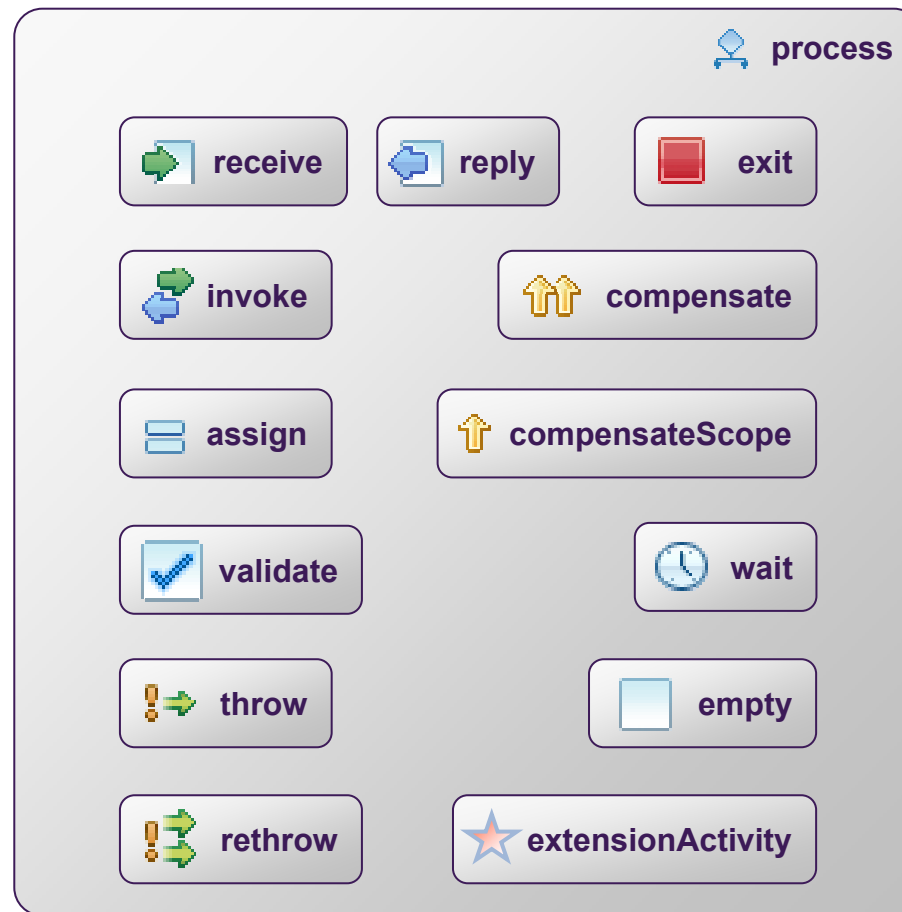 process
receive reply exit
invoke compensate
assign compensateScope
validate wait
throw empty
rethrow extensionActivity